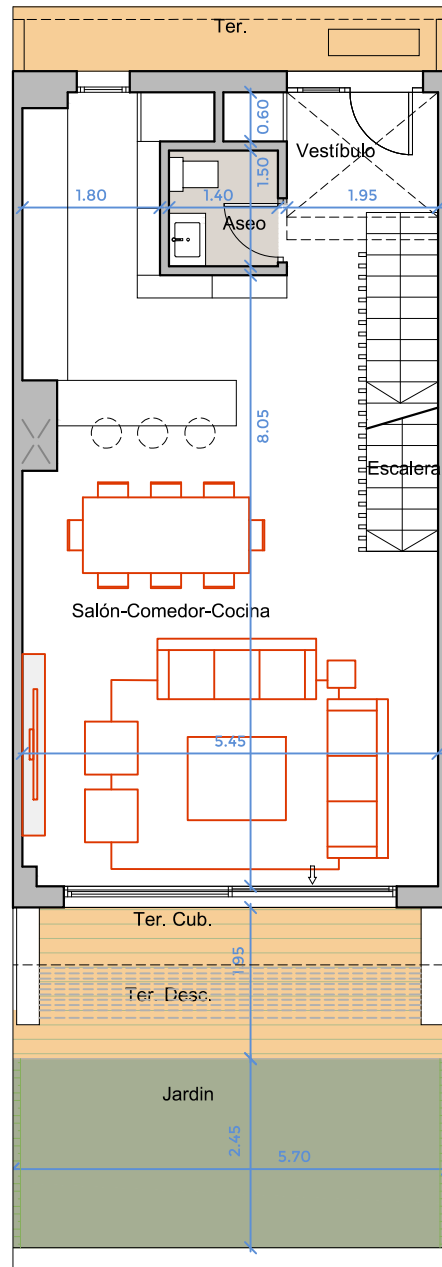 Ter.
0.60
Vestíbulo
1.50
1.80
1.40
1.95
Aseo
8.05
Escalera
Salón-Comedor-Cocina
5.45
Ter. Cub.
1.95
Ter. Desc.
Jardin
2.45
5.70